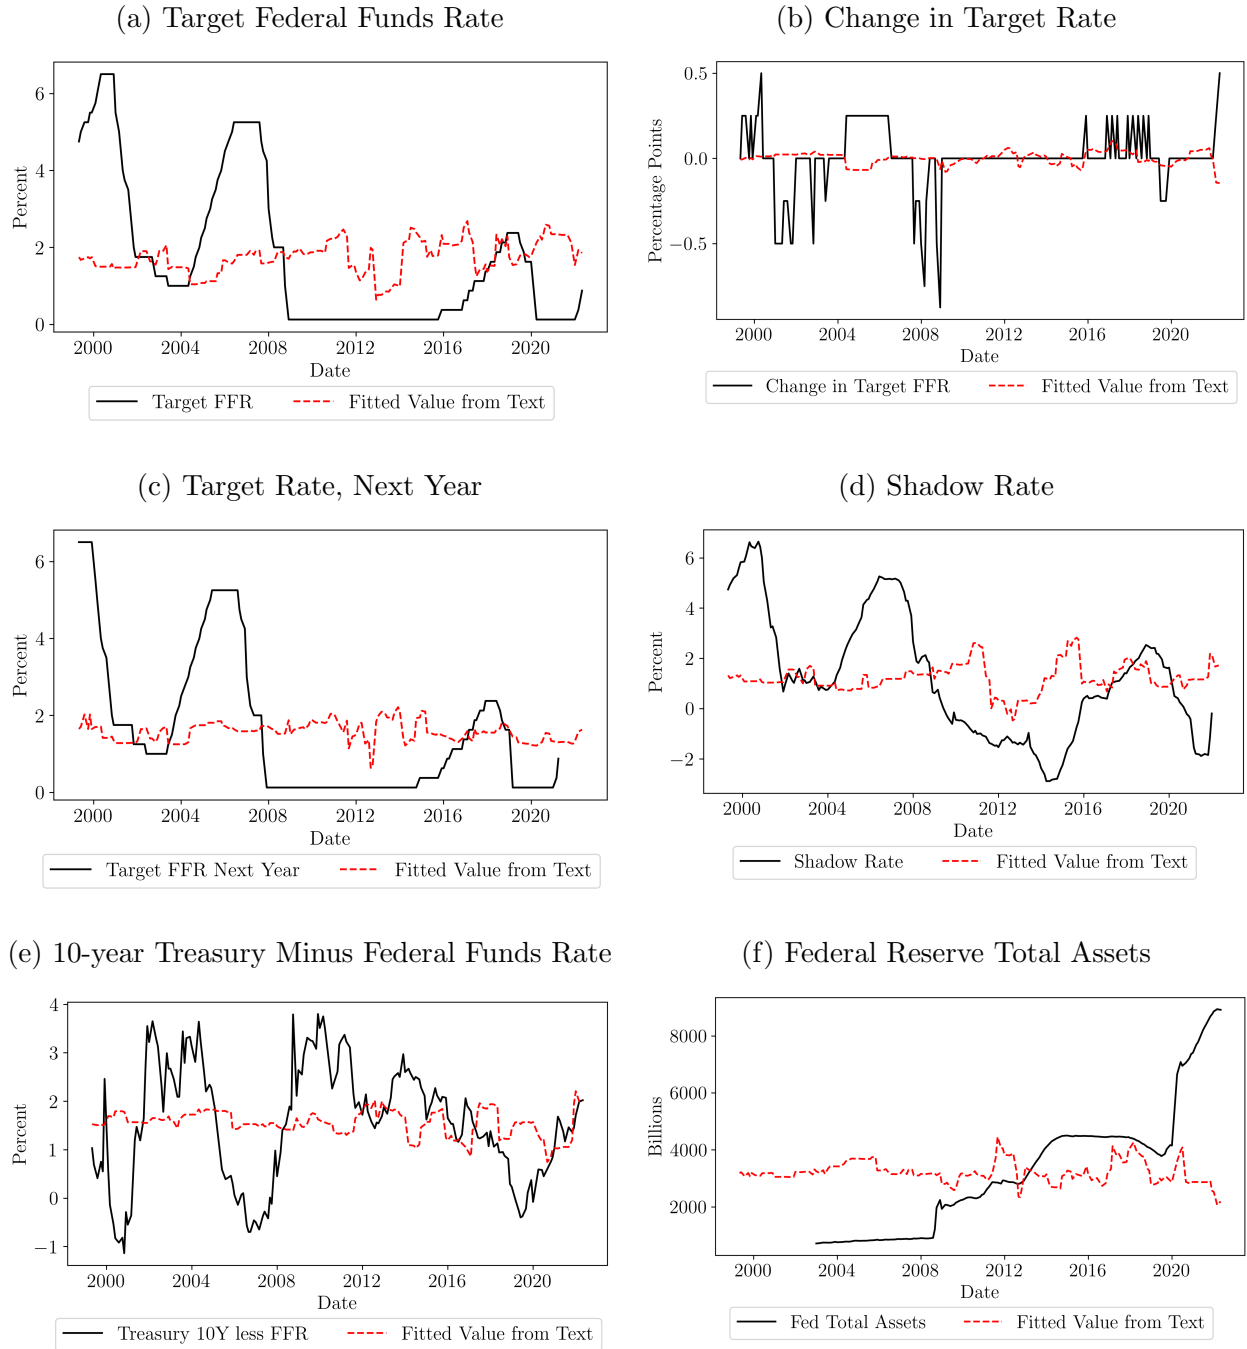 (a) Target Federal Funds Rate
Percent
6
4
2
0
2000 2004 2008 2012 2016 2020
Date
Target FFR Fitted Value from Text
(b) Change in Target Rate
Percentage Points
0.5
0.0
−0.5
2000 2004 2008 2012 2016 2020
Date
Change in Target FFR Fitted Value from Text
(c) Target Rate, Next Year
Percent
6
4
2
0
2000 2004 2008 2012 2016 2020
Date
Target FFR Next Year Fitted Value from Text
(d) Shadow Rate
Percent
6
4
2
0
−2
2000 2004 2008 2012 2016 2020
Date
Shadow Rate Fitted Value from Text
(e) 10-year Treasury Minus Federal Funds Rate
Percent
4
3
2
1
0
−1
2000 2004 2008 2012 2016 2020
Date
Treasury 10Y less FFR Fitted Value from Text
(f) Federal Reserve Total Assets
Billions
8000
6000
4000
2000
2000 2004 2008 2012 2016 2020
Date
Fed Total Assets Fitted Value from Text